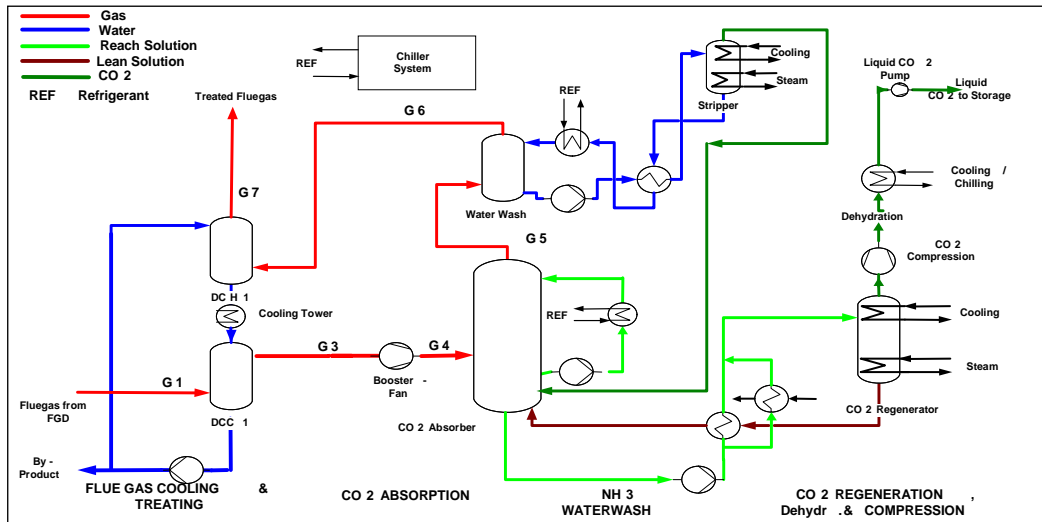 Gas
Water
Reach Solution
Lean Solution
CO 2
REF Refrigerant
REF
Chiller
System
Treated Fluegas
G 6
G 7
REF
Cooling
Steam
Stripper
Liquid CO 2
Pump
Liquid
CO 2 to Storage
Cooling / 
Chilling
Dehydration
Water Wash
G 5
CO 2
Compression
DC H 1
Cooling Tower
REF
Cooling
G 3
G 4
G 1
Booster -
Fan
Steam
Fluegas from
FGD
DCC 1
CO 2 Absorber
CO 2 Regenerator
By -
Product
FLUE GAS COOLING &
TREATING
CO 2 ABSORPTION
NH 3
WATERWASH
CO 2 REGENERATION ,
Dehydr . & COMPRESSION